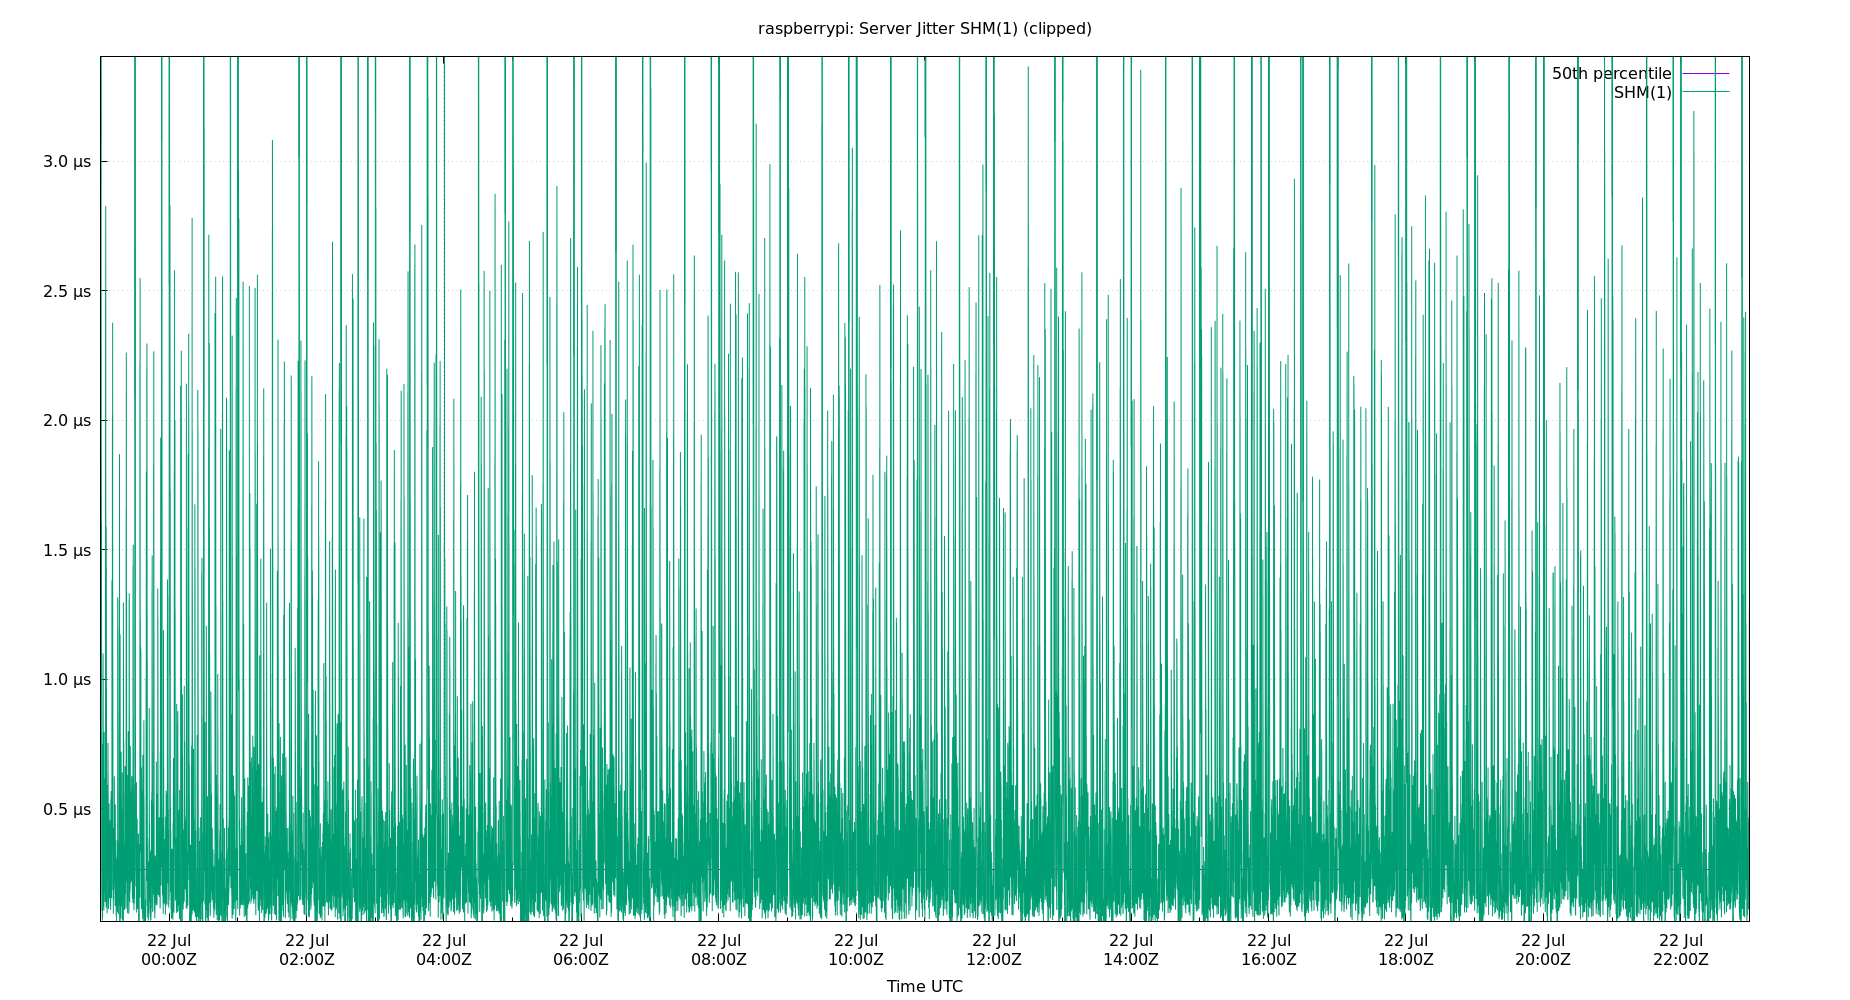 raspberrypi: Server Jitter SHM(1) (clipped)
50th percentile
SHM(1)
3.0 µs
2.5 µs
2.0 µs
1.5 µs
1.0 µs
0.5 µs
22 Jul 22 Jul 22 Jul 22 Jul 22 Jul 22 Jul 22 Jul 22 Jul 22 Jul 22 Jul 22 Jul 22 Jul
00:00Z 02:00Z 04:00Z 06:00Z 08:00Z 10:00Z 12:00Z 14:00Z 16:00Z 18:00Z 20:00Z 22:00Z
Time UTC